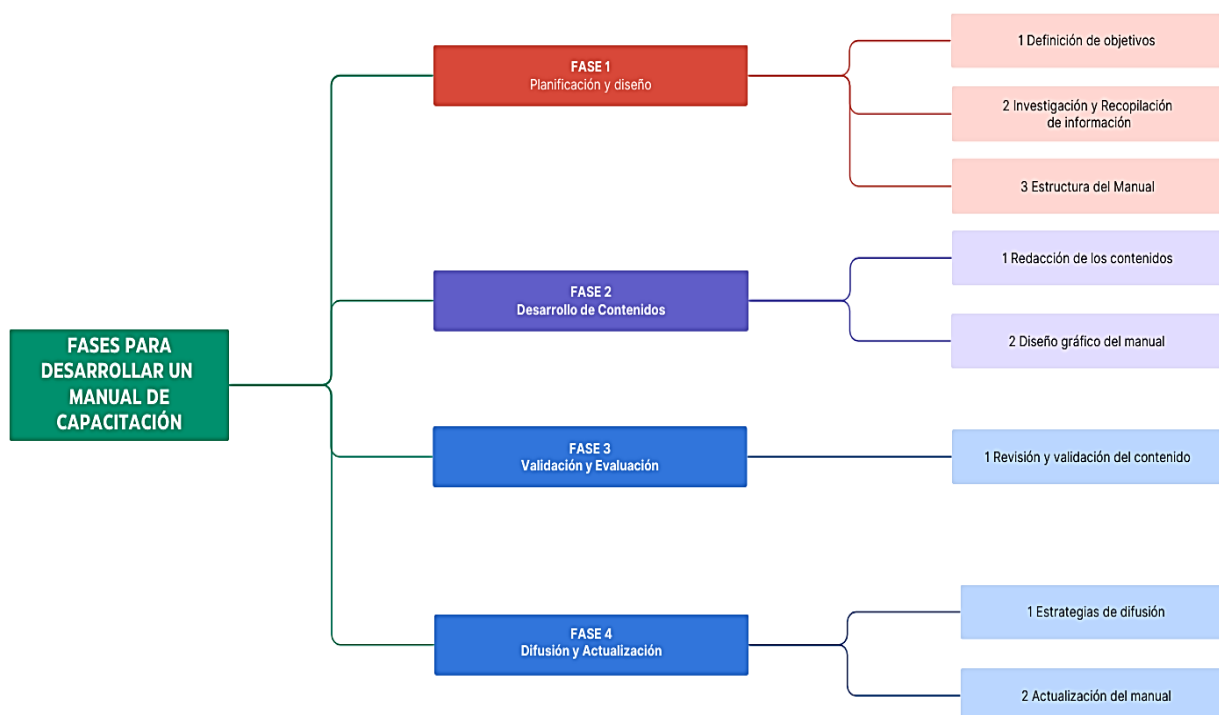 FASES PARA
DESARROLLAR UN
MANUAL DE
CAPACITACIÓN
FASE 1
Planificación y diseño
1 Definición de objetivos
2 Investigación y Recopilación
de información
3 Estructura del Manual
FASE 2
Desarrollo de Contenidos
1 Redacción de los contenidos
2 Diseño gráfico del manual
FASE 3
Validación y Evaluación
1 Revisión y validación del contenido
FASE 4
Difusión y Actualización
1 Estrategias de difusión
2 Actualización del manual